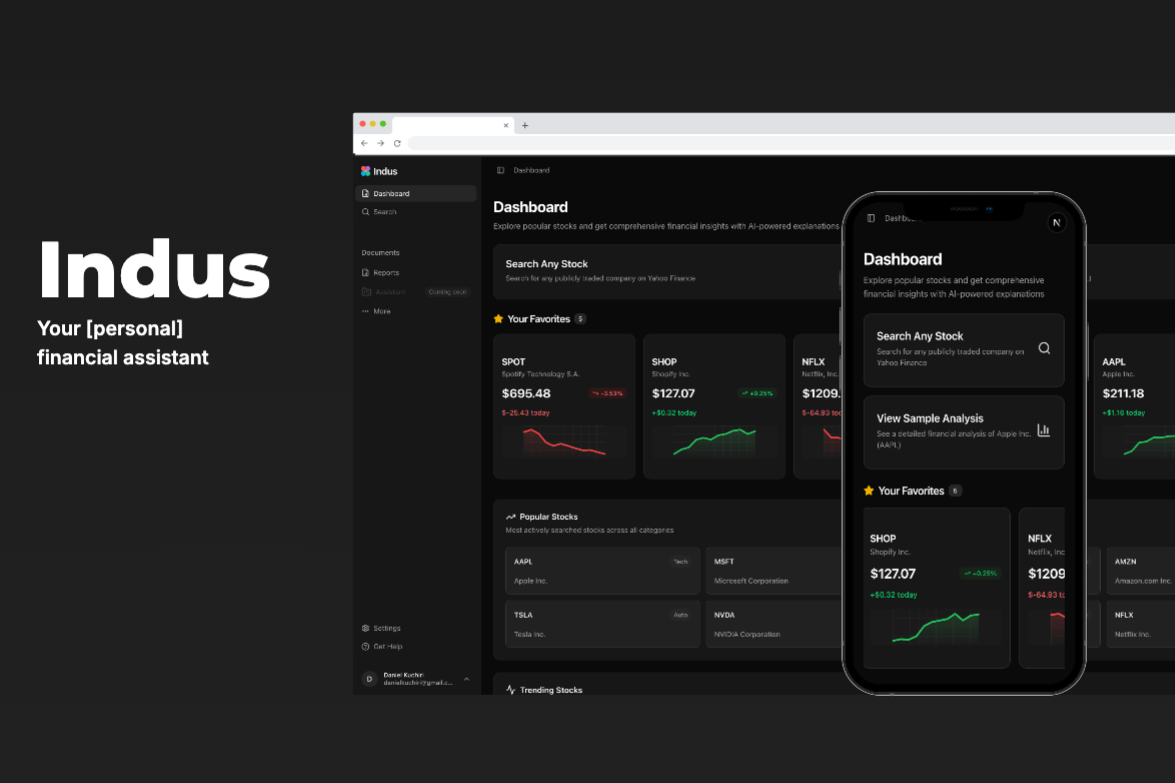 Indus
Your [personal]
financial assistant
Indus
Dashboard
Search
Documents
Reports
Assistant
Coming soon
More
Settings
Get Help
D
Daniel Kuchiri
danielkuchiri@gmail.c...
Dashboard
Dashboard
Explore popular stocks and get comprehensive financial insights with AI-powered explanations
Search Any Stock
Search for any publicly traded company on Yahoo Finance
Your Favorites 5
SPOT
Spotify Technology S.A.
$695.48 -3.53%
$-25.43 today
SHOP
Shopify Inc.
$127.07 +0.25%
+$0.32 today
NFLX
Netflix, Inc.
$1209.
$-64.93 to
AAPL
Apple Inc.
$211.18
+$1.16 today
Popular Stocks
Most actively searched stocks across all categories
AAPL Tech
Apple Inc.
MSFT
Microsoft Corporation
AMZN
Amazon.com Inc.
TSLA Auto
Tesla Inc.
NVDA
NVIDIA Corporation
NFLX
Netflix Inc.
Trending Stocks
Dashbo
N
Dashboard
Explore popular stocks and get comprehensive
financial insights with AI-powered explanations
Search Any Stock
Search for any publicly traded company on
Yahoo Finance
View Sample Analysis
See a detailed financial analysis of Apple Inc.
(AAPL)
Your Favorites 5
SHOP
Shopify Inc.
$127.07 +0.25%
+$0.32 today
NFLX
Netflix, Inc
$1209
$-64.93 to